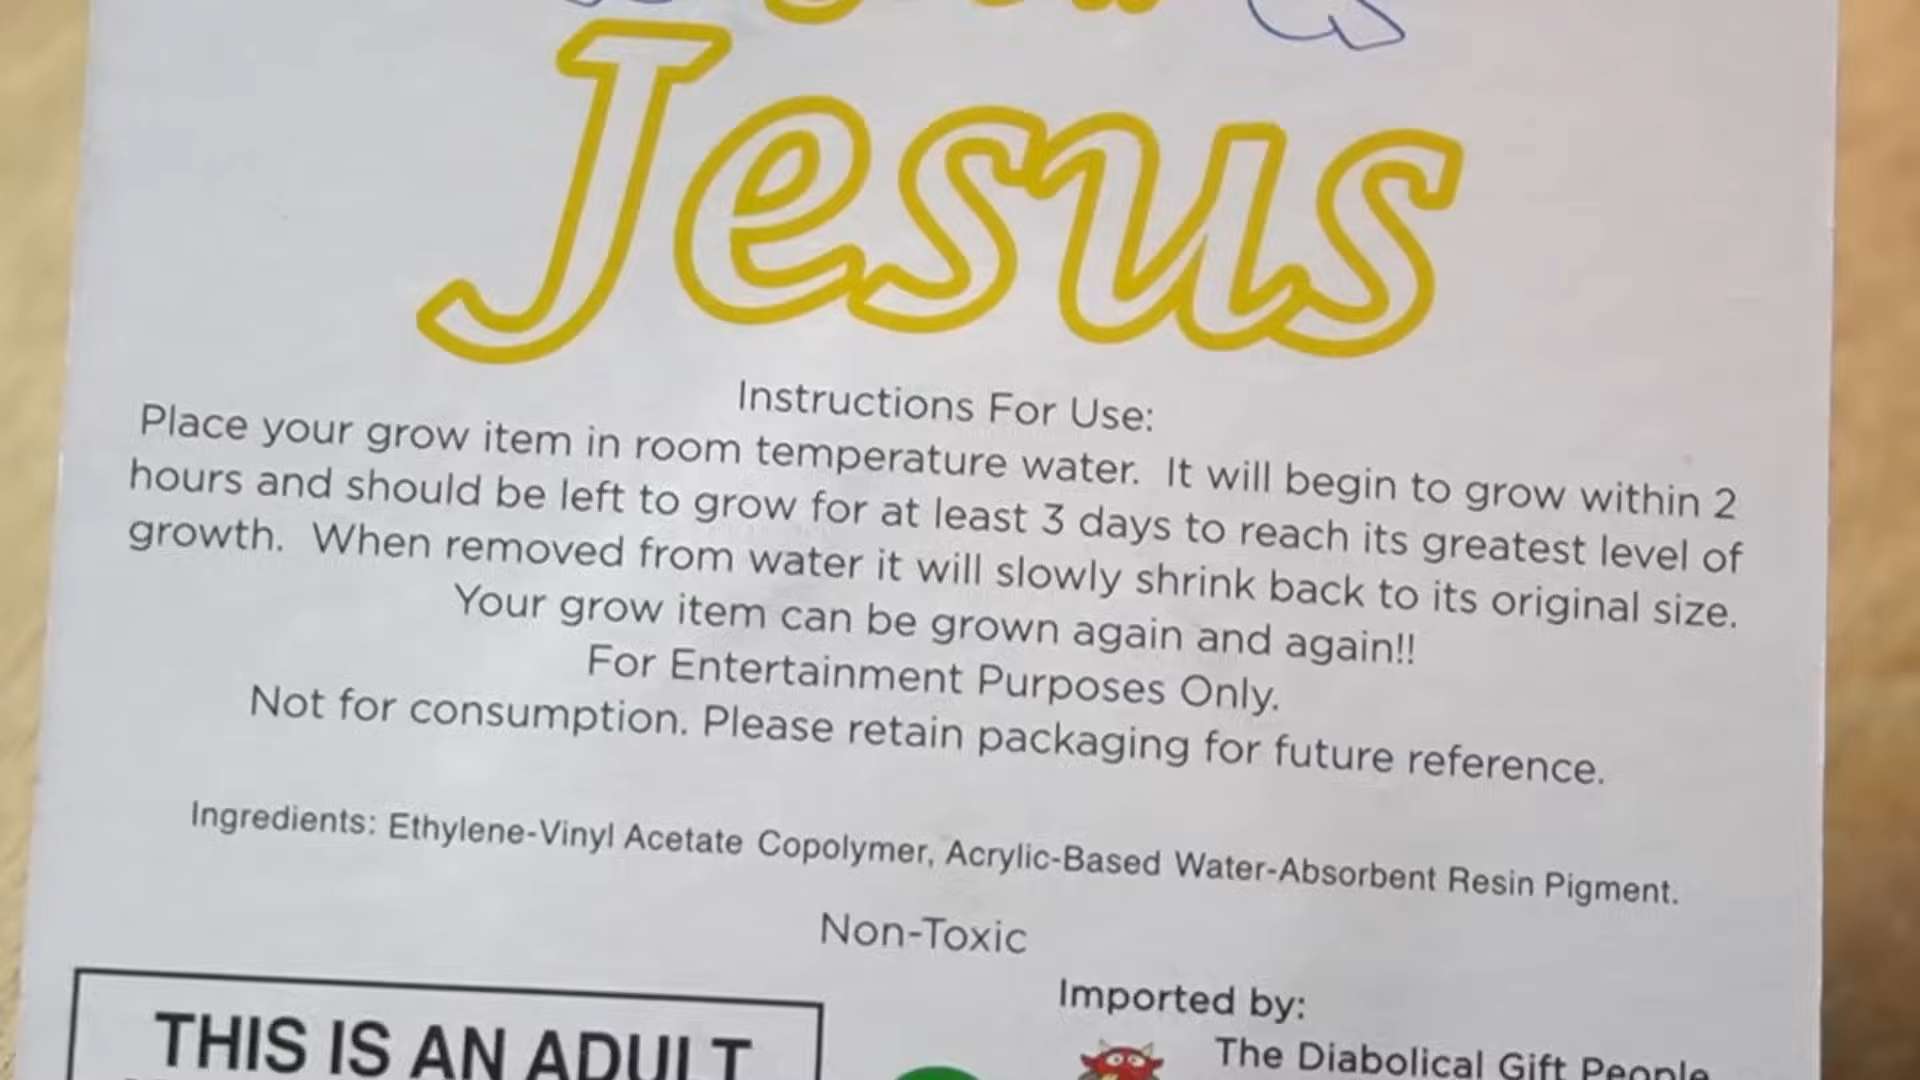 Jesus
Instructions For Use:
Place your grow item in room temperature water. It will begin to grow within 2
hours and should be left to grow for at least 3 days to reach its greatest level of
growth. When removed from water it will slowly shrink back to its original size.
Your grow item can be grown again and again!!
For Entertainment Purposes Only.
Not for consumption. Please retain packaging for future reference.
Ingredients: Ethylene-Vinyl Acetate Copolymer, Acrylic-Based Water-Absorbent Resin Pigment.
Non-Toxic
THIS IS AN ADULT
Imported by:
The Diabolical Gift People